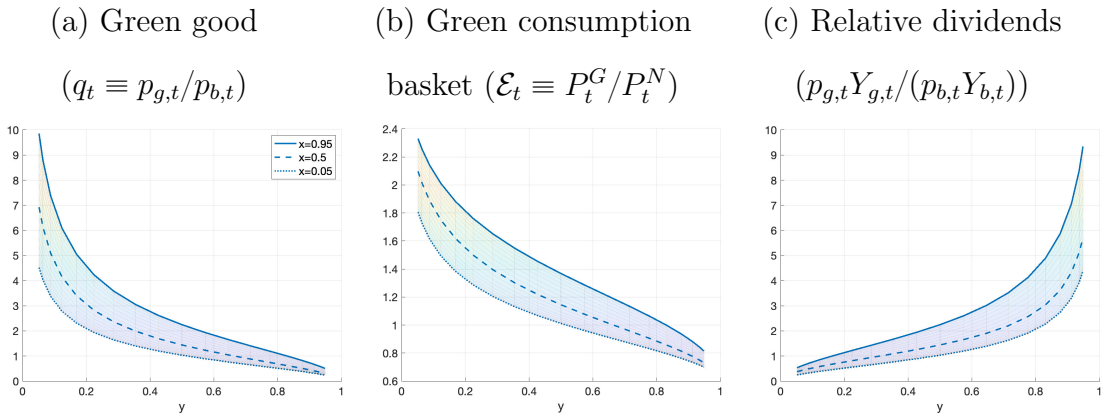 (a) Green good
(q_t ≡ p_{g,t}/p_{b,t})
10
9
8
7
6
5
4
3
2
1
0
0 0.2 0.4 0.6 0.8 1
y
x=0.95
x=0.5
x=0.05
(b) Green consumption
basket (ℰ_t ≡ P_t^G/P_t^N)
2.4
2.2
2
1.8
1.6
1.4
1.2
1
0.8
0.6
0 0.2 0.4 0.6 0.8 1
y
(c) Relative dividends
(p_{g,t}Y_{g,t}/(p_{b,t}Y_{b,t}))
10
9
8
7
6
5
4
3
2
1
0
0 0.2 0.4 0.6 0.8 1
y